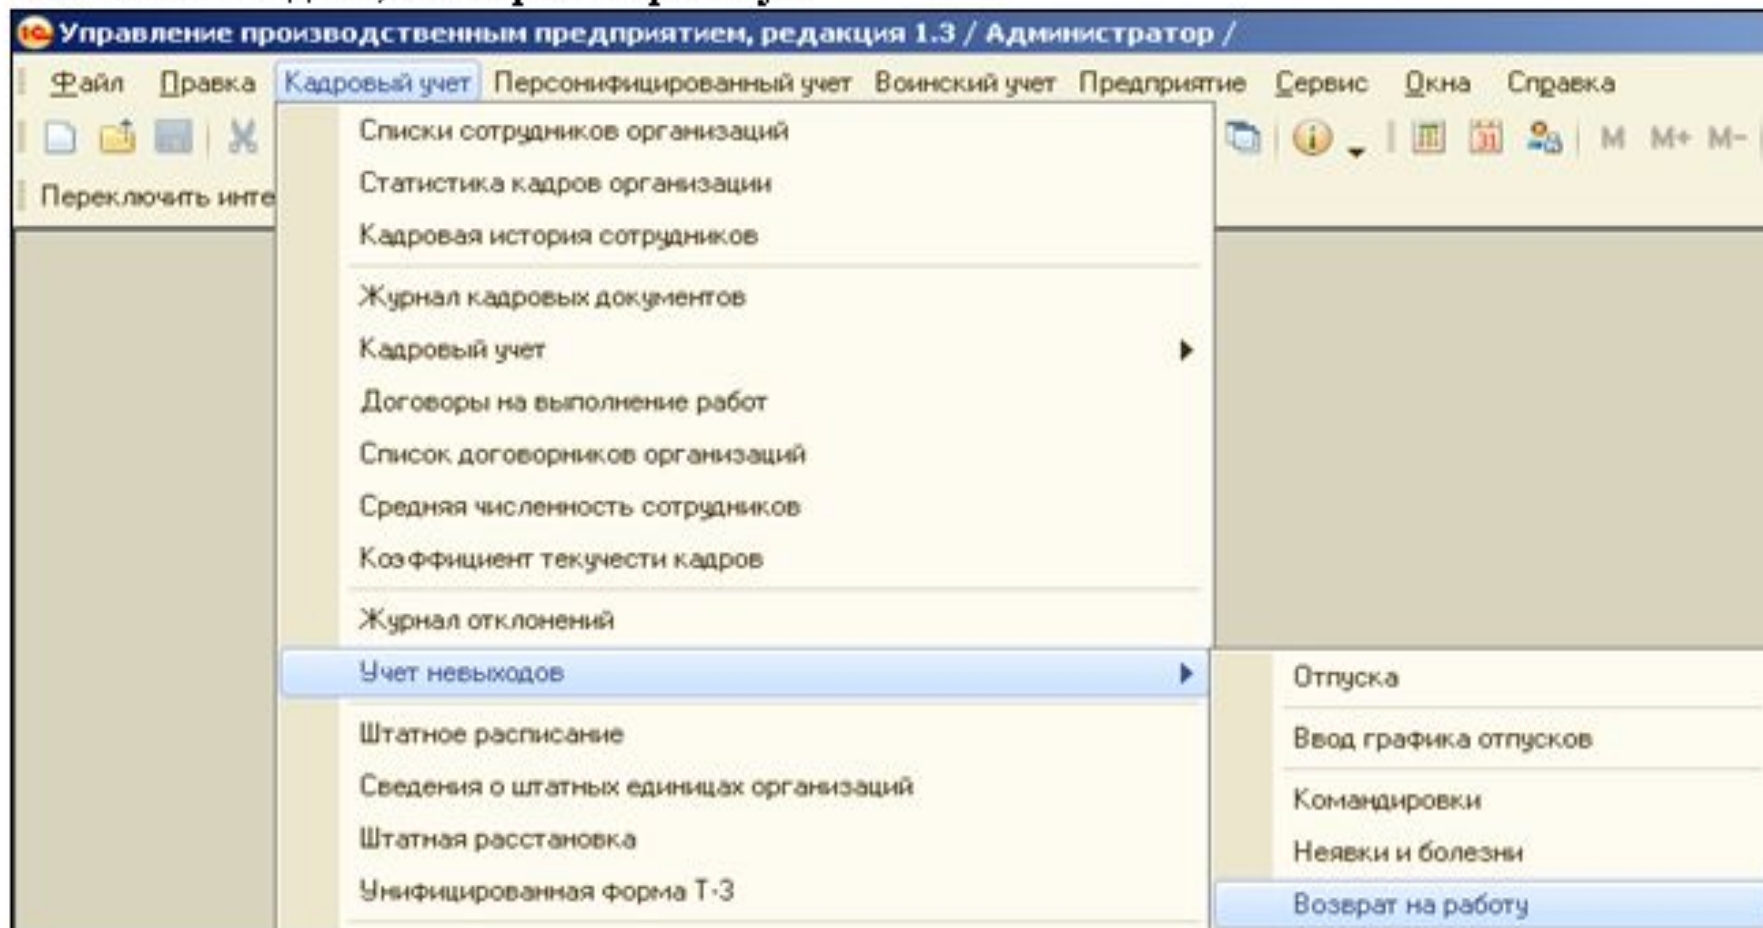 Управление производственным предприятием, редакция 1.3 / Администратор /
Файл Правка Кадровый учет Персонифицированный учет Воинский учет Предприятие Сервис Окна Справка
M M+ M-
Переключить инте
Списки сотрудников организаций
Статистика кадров организации
Кадровая история сотрудников
Журнал кадровых документов
Кадровый учет
Договоры на выполнение работ
Список договорников организаций
Средняя численность сотрудников
Коэффициент текучести кадров
Журнал отклонений
Учет невыходов
Штатное расписание
Сведения о штатных единицах организаций
Штатная расстановка
Унифицированная форма Т-3
Отпуска
Ввод графика отпусков
Командировки
Неявки и болезни
Возврат на работу